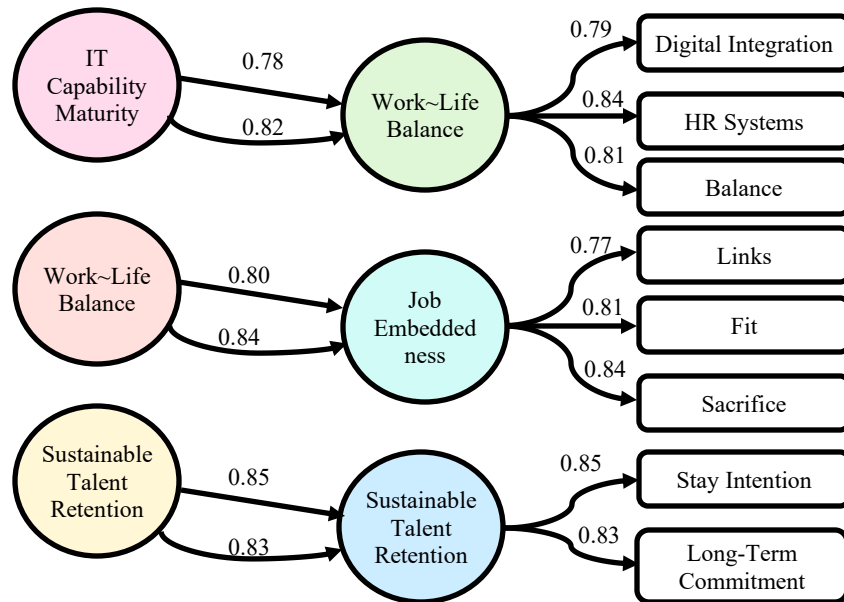 IT
Capability
Maturity
0.78
0.82
Work~Life
Balance
0.79
0.84
0.81
Digital Integration
HR Systems
Balance
Work~Life
Balance
0.80
0.84
Job
Embedded
ness
0.77
0.81
0.84
Links
Fit
Sacrifice
Sustainable
Talent
Retention
0.85
0.83
Sustainable
Talent
Retention
0.85
0.83
Stay Intention
Long-Term
Commitment